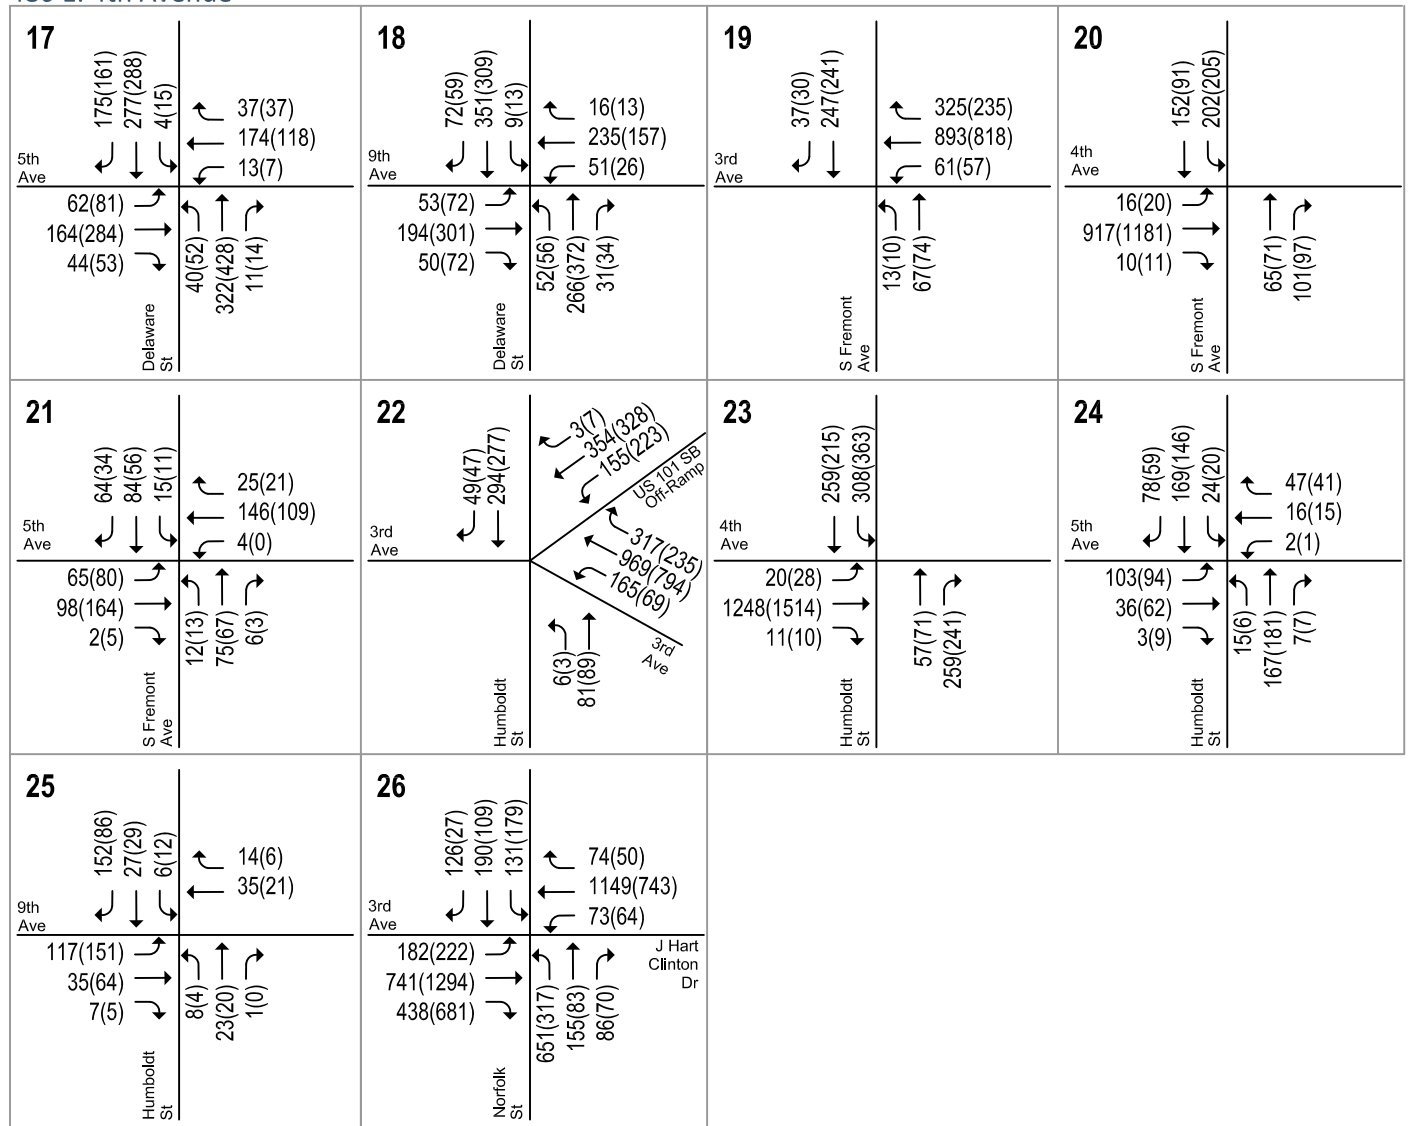 17
175(161)
277(288)
4(15)
37(37)
174(118)
13(7)
5th
Ave
62(81)
164(284)
44(53)
40(52)
322(428)
11(14)
Delaware
St
18
72(59)
351(309)
9(13)
16(13)
235(157)
51(26)
9th
Ave
53(72)
194(301)
50(72)
52(56)
266(372)
31(34)
Delaware
St
19
37(30)
247(241)
325(235)
893(818)
61(57)
3rd
Ave
13(10)
67(74)
S Fremont
Ave
20
152(91)
202(205)
4th
Ave
16(20)
917(1181)
10(11)
65(71)
101(97)
S Fremont
Ave
21
64(34)
84(56)
15(11)
25(21)
146(109)
4(0)
5th
Ave
65(80)
98(164)
2(5)
12(13)
75(67)
6(3)
S Fremont
Ave
22
49(47)
294(277)
3(7)
354(328)
155(223)
US 101 SB
Off-Ramp
3rd
Ave
317(235)
969(794)
165(69)
3rd
Ave
6(3)
81(89)
Humboldt
St
23
259(215)
308(363)
4th
Ave
20(28)
1248(1514)
11(10)
57(71)
259(241)
Humboldt
St
24
78(59)
169(146)
24(20)
47(41)
16(15)
2(1)
5th
Ave
103(94)
36(62)
3(9)
15(6)
167(181)
7(7)
Humboldt
St
25
152(86)
27(29)
6(12)
14(6)
35(21)
9th
Ave
117(151)
35(64)
7(5)
8(4)
23(20)
1(0)
Humboldt
St
26
126(27)
190(109)
131(179)
74(50)
1149(743)
73(64)
3rd
Ave
182(222)
741(1294)
438(681)
J Hart
Clinton
Dr
651(317)
155(83)
86(70)
Norfolk
St